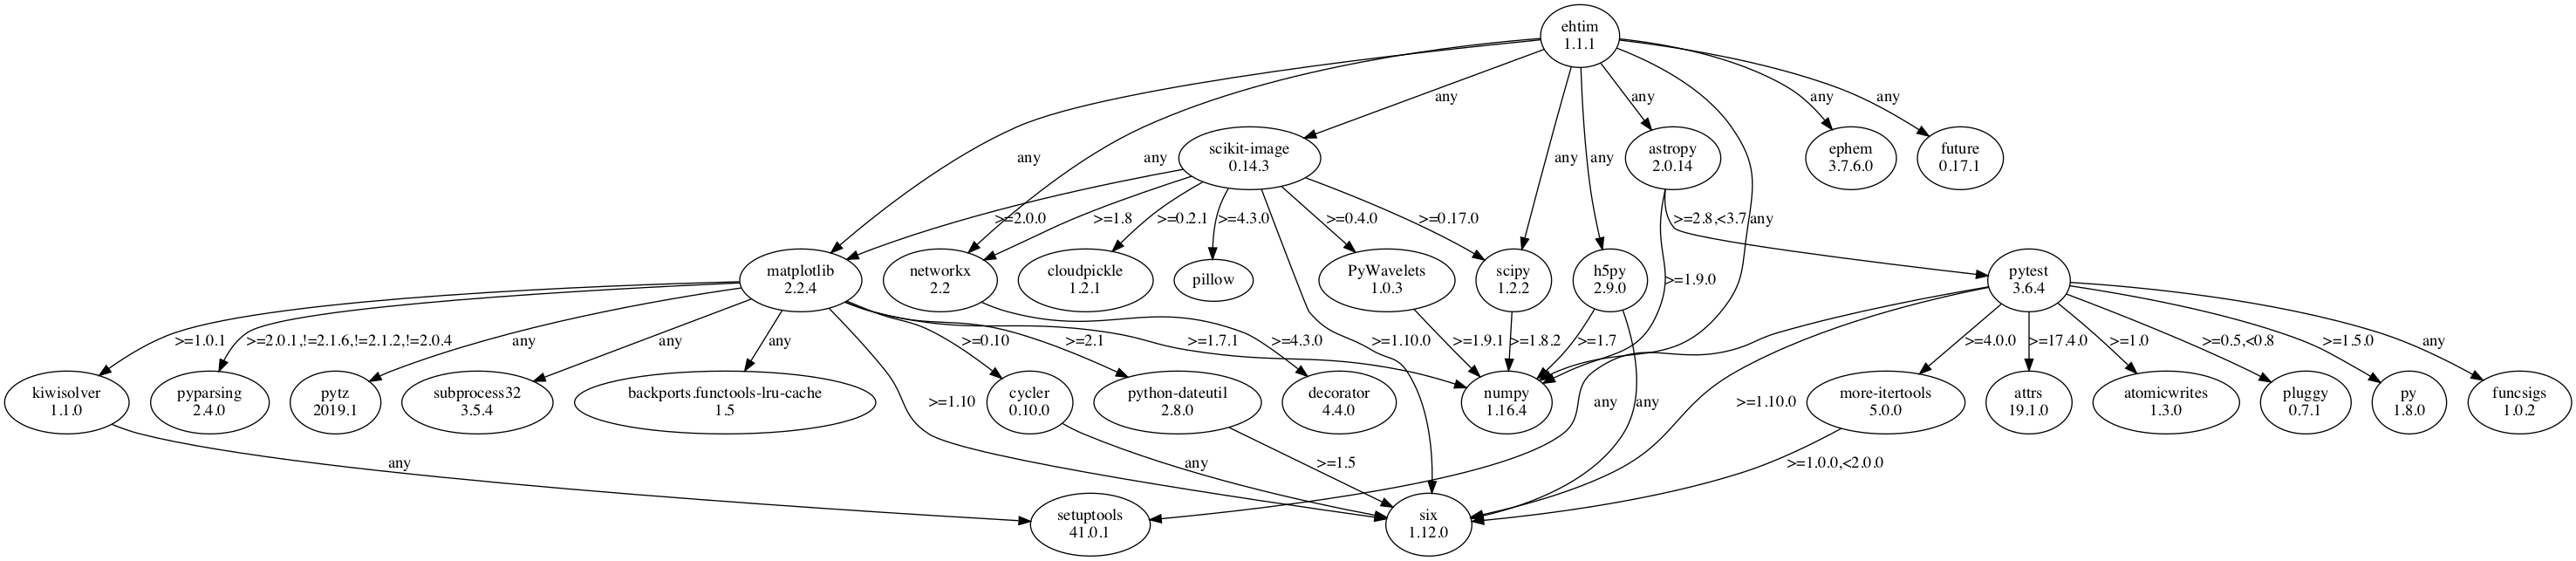 ehtim
1.1.1
any
any
any
any
any
any
any
any
any
scikit-image
0.14.3
astropy
2.0.14
ephem
3.7.6.0
future
0.17.1
>=2.0.0
>=1.8
>=0.2.1
>=4.3.0
>=0.4.0
>=0.17.0
>=2.8,<3.7
matplotlib
2.2.4
networkx
2.2
cloudpickle
1.2.1
pillow
PyWavelets
1.0.3
scipy
1.2.2
h5py
2.9.0
>=1.9.0
pytest
3.6.4
>=1.0.1
>=2.0.1,!=2.1.6,!=2.1.2,!=2.0.4
any
any
any
>=0.10
>=2.1
>=1.7.1
>=4.3.0
>=1.10.0
>=1.9.1
>=1.8.2
>=1.7
>=4.0.0
>=17.4.0
>=1.0
>=0.5,<0.8
>=1.5.0
any
kiwisolver
1.1.0
pyparsing
2.4.0
pytz
2019.1
subprocess32
3.5.4
backports.functools-lru-cache
1.5
>=1.10
cycler
0.10.0
python-dateutil
2.8.0
decorator
4.4.0
numpy
1.16.4
any
any
>=1.10.0
more-itertools
5.0.0
attrs
19.1.0
atomicwrites
1.3.0
pluggy
0.7.1
py
1.8.0
funcsigs
1.0.2
any
any
>=1.5
>=1.0.0,<2.0.0
setuptools
41.0.1
six
1.12.0